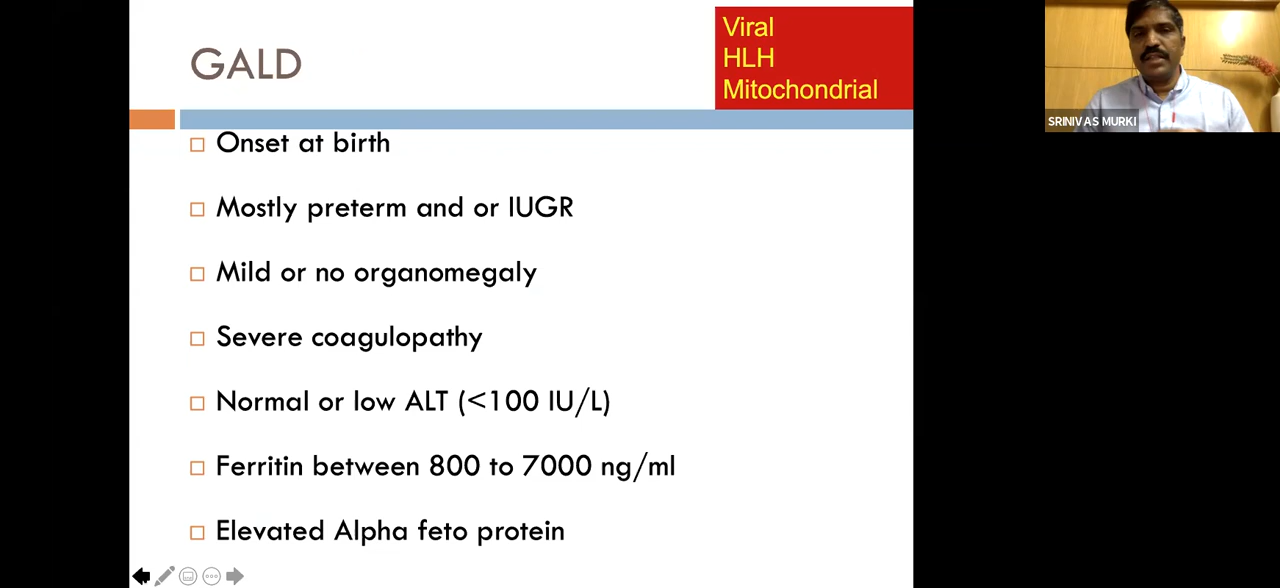 GALD
Viral
HLH
Mitochondrial
SRINIVAS MURKI
Onset at birth
Mostly preterm and or IUGR
Mild or no organomegaly
Severe coagulopathy
Normal or low ALT (<100 IU/L)
Ferritin between 800 to 7000 ng/ml
Elevated Alpha feto protein